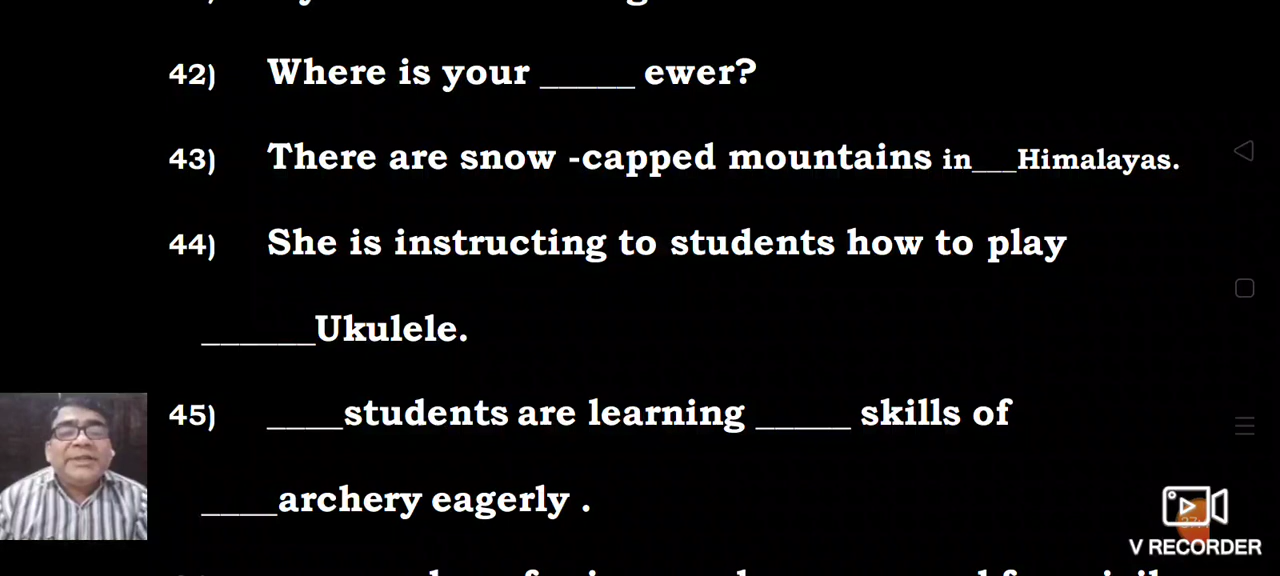 42) Where is your _____ ewer?
43) There are snow -capped mountains in___Himalayas.
44) She is instructing to students how to play
______Ukulele.
45) ____students are learning _____ skills of
____archery eagerly .
V RECORDER